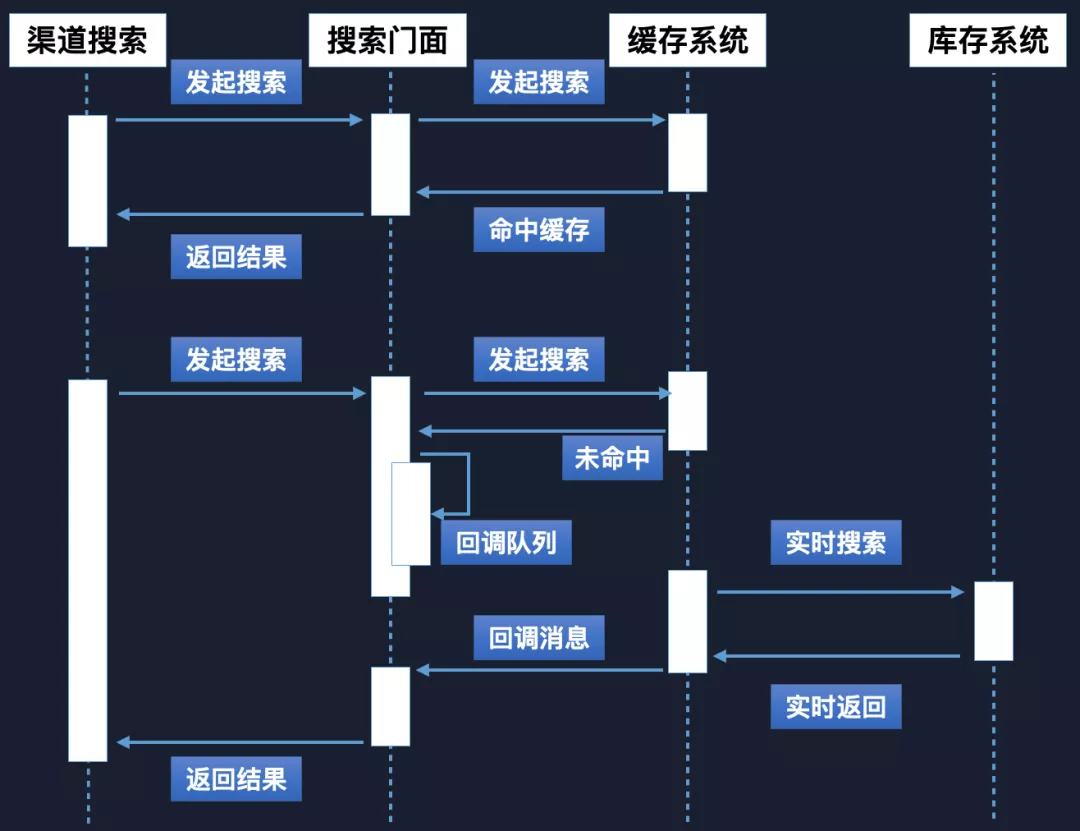 渠道搜索
搜索门面
缓存系统
库存系统
发起搜索
发起搜索
命中缓存
返回结果
发起搜索
发起搜索
未命中
回调队列
实时搜索
回调消息
实时返回
返回结果